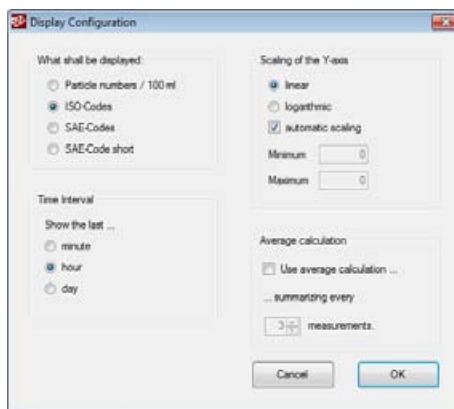 Display Configuration
What shall be displayed:
Particle numbers / 100 ml
ISO-Codes
SAE-Codes
SAE-Code short
Time Interval
Show the last ...
minute
hour
day
Scaling of the Y-axis
linear
logarithmic
automatic scaling
Minimum 0
Maximum 0
Average calculation
Use average calculation ...
... summarizing every
3 measurements.
Cancel OK